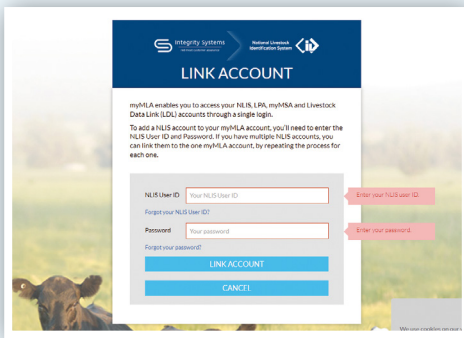 Integrity Systems
National Livestock
Identification System
LINK ACCOUNT
myMLA enables you to access your NLIS, LPA, myMSA and Livestock
Data Link (LDL) accounts through a single login.
To add a NLIS account to your myMLA account, you'll need to enter the
NLIS User ID and Password. If you have multiple NLIS accounts, you
can link them to the one myMLA account, by repeating the process for
each one.
NLIS User ID Your NLIS User ID Enter your NLIS user ID.
Forgot your NLIS User ID?
Password Your password Enter your password.
Forgot your password?
LINK ACCOUNT
CANCEL
We use cookies on our